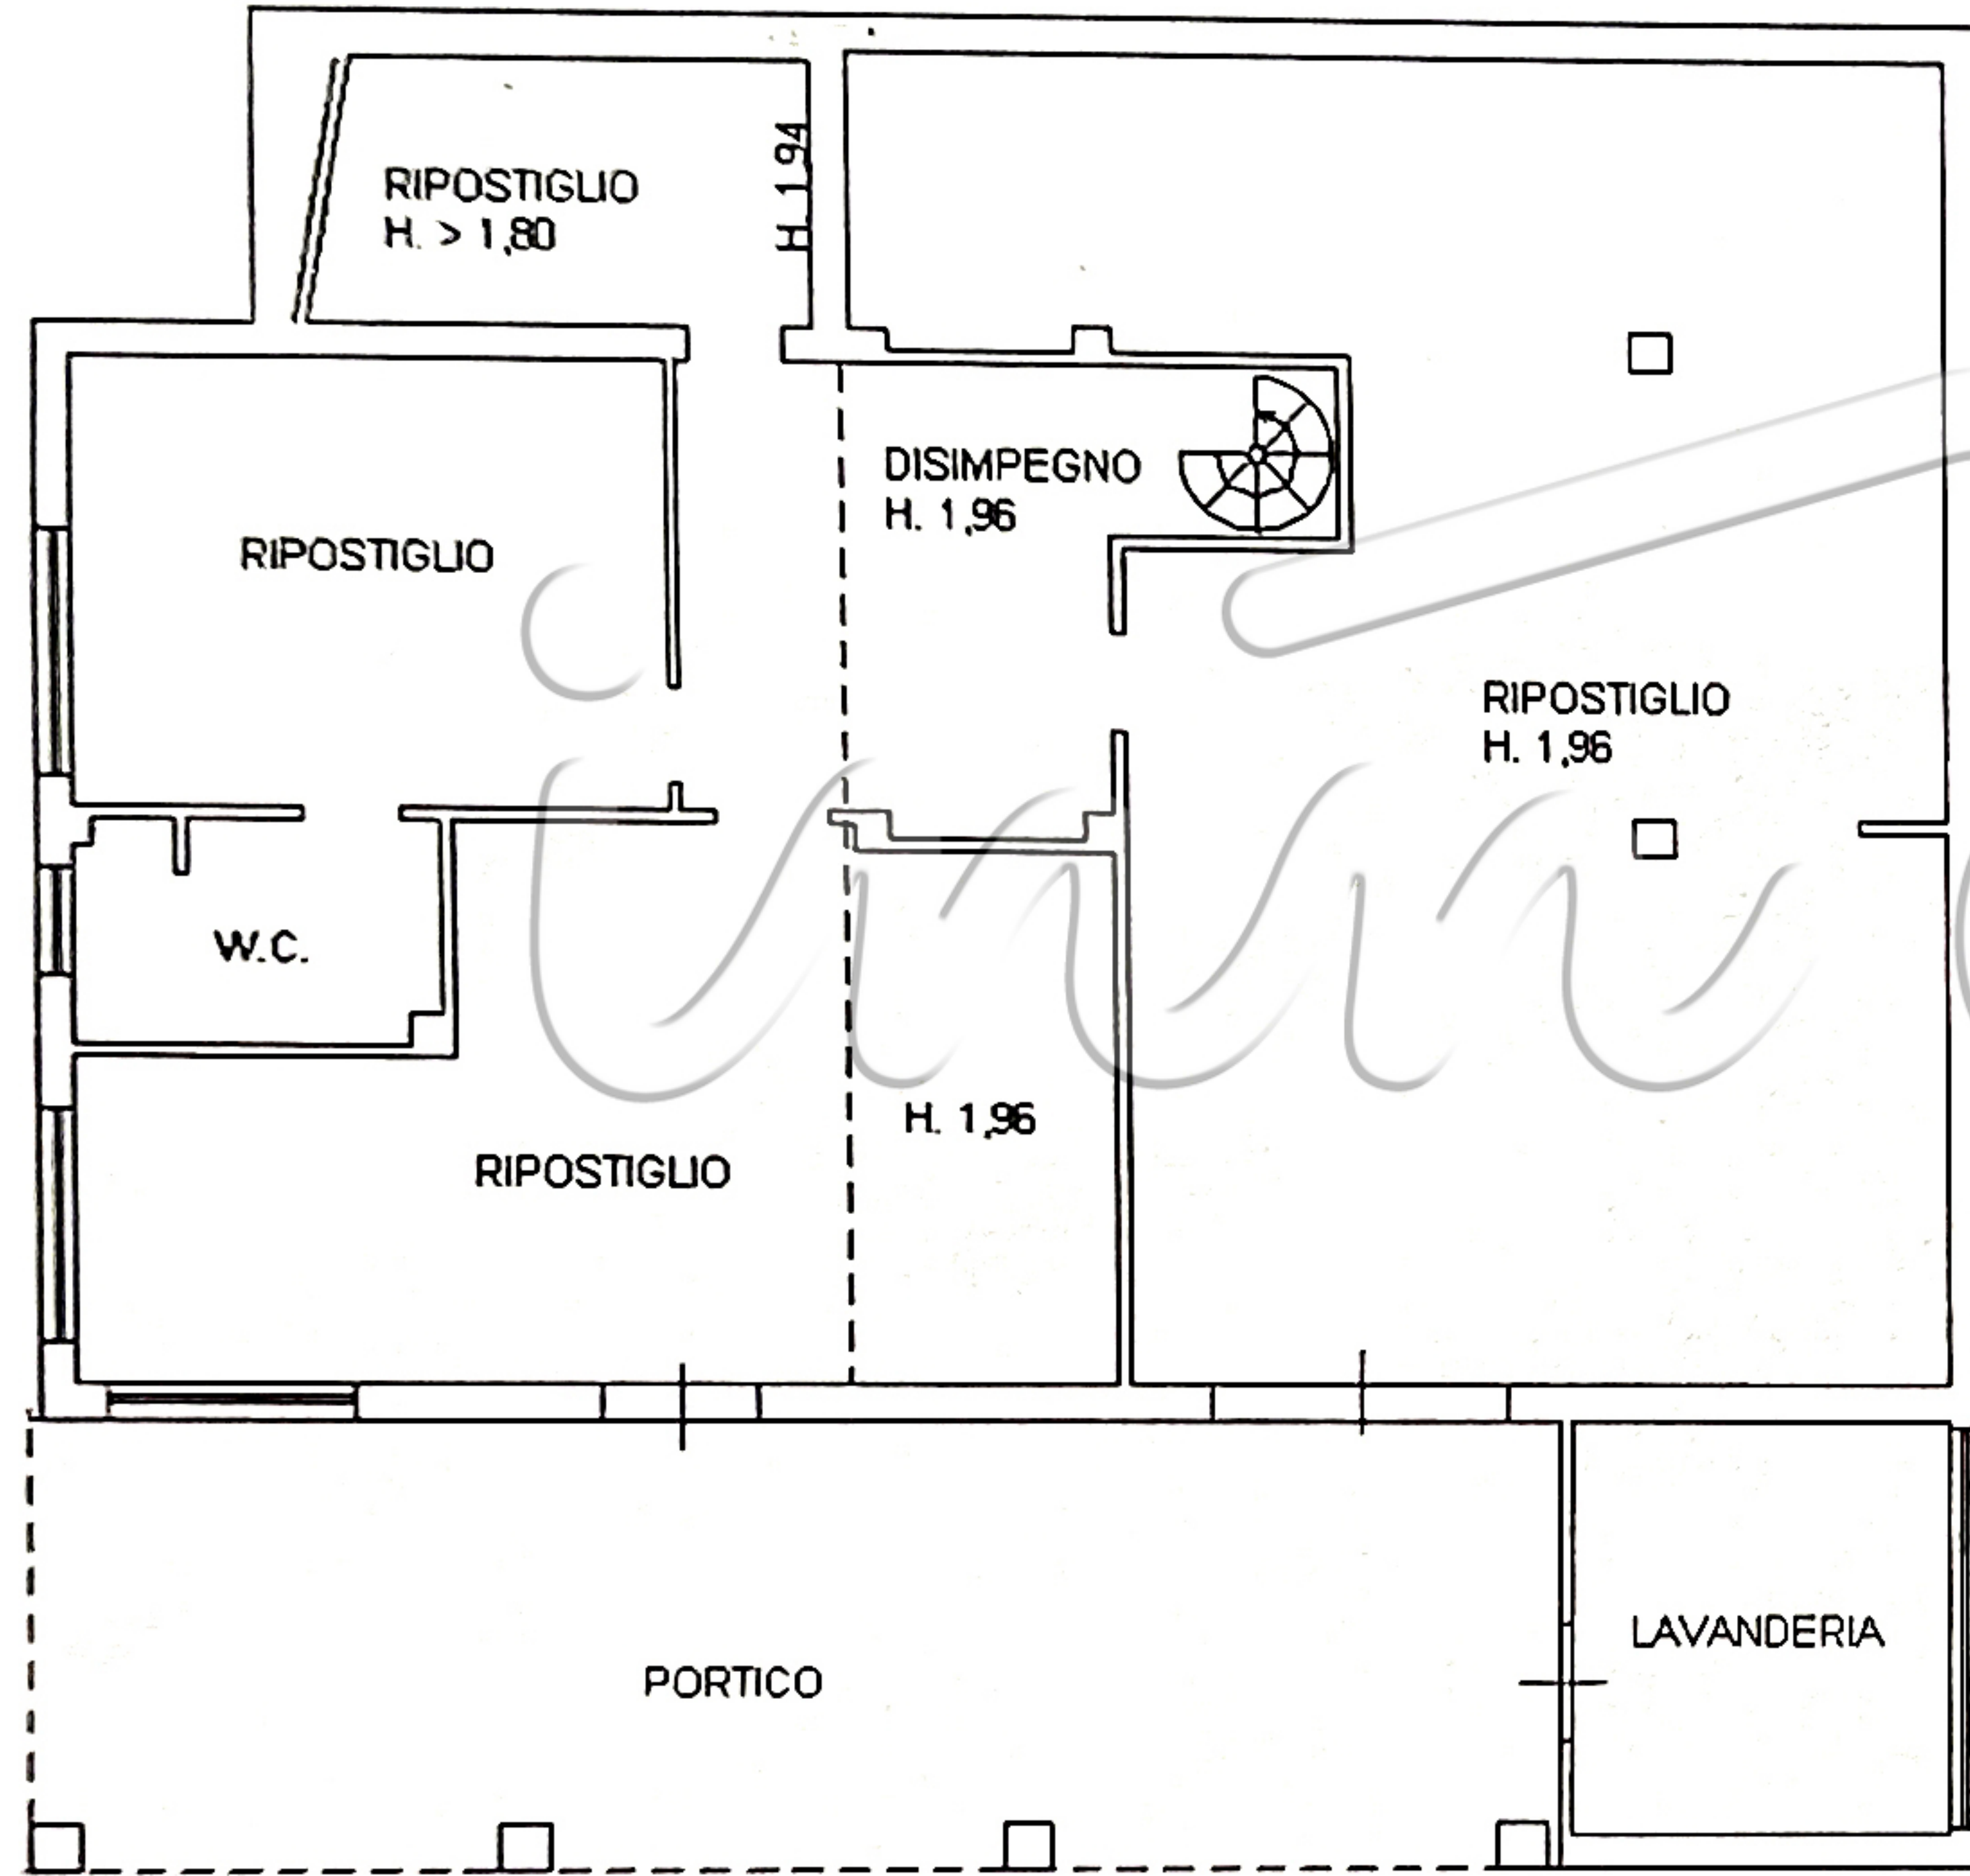 RIPOSTIGLIO
H. > 1,80
H. 1,94
DISIMPEGNO
H. 1,96
RIPOSTIGLIO
RIPOSTIGLIO
H. 1,96
W.C.
H. 1,96
RIPOSTIGLIO
LAVANDERIA
PORTICO